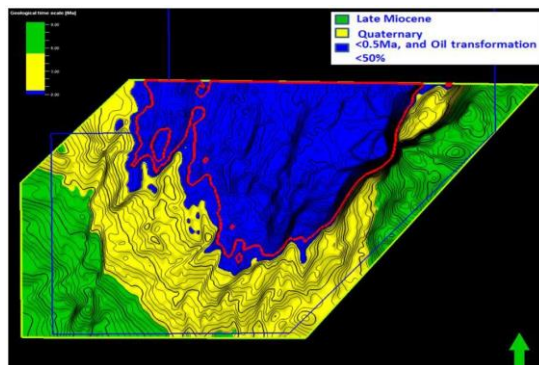 Geological time scale [Ma]
Late Miocene
Quaternary
<0.5Ma, and Oil transformation
<50%